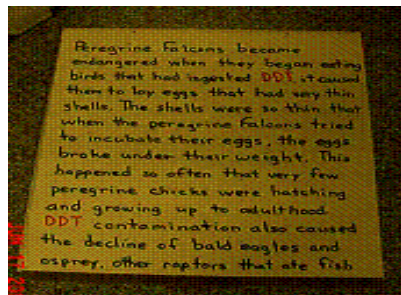 Peregrine Falcons became
endangered when they began eating
birds that had ingested DDT it caused
them to lay eggs that had very thin
shells. The shells were so thin that
when the peregrine falcons tried
to incubate their eggs, the eggs
broke under their weight. This
happened so often that very few
peregrine chicks were hatching
and growing up to adulthood
DDT contamination also caused
the decline of bald eagles and
osprey, other raptors that ate fish